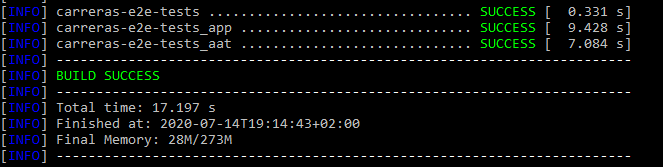 [INFO] carreras-e2e-tests ................................. SUCCESS [  0.331 s]
[INFO] carreras-e2e-tests_app ............................. SUCCESS [  9.428 s]
[INFO] carreras-e2e-tests_aat ............................. SUCCESS [  7.084 s]
[INFO] ------------------------------------------------------------------------
[INFO] BUILD SUCCESS
[INFO] ------------------------------------------------------------------------
[INFO] Total time: 17.197 s
[INFO] Finished at: 2020-07-14T19:14:43+02:00
[INFO] Final Memory: 28M/273M
[INFO] ------------------------------------------------------------------------